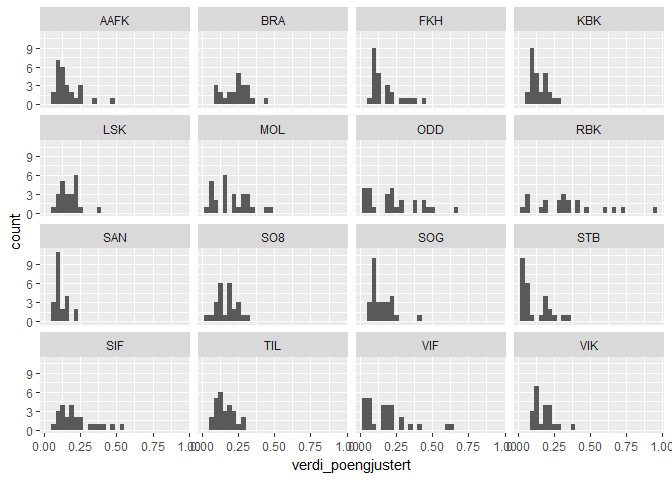 AAFK BRA FKH KBK
9
6
3
0
LSK MOL ODD RBK
9
6
3
0
count
SAN SO8 SOG STB
9
6
3
0
SIF TIL VIF VIK
9
6
3
0
0.00 0.25 0.50 0.75 1.00 0.00 0.25 0.50 0.75 1.00 0.00 0.25 0.50 0.75 1.00 0.00 0.25 0.50 0.75 1.00
verdi_poengjustert